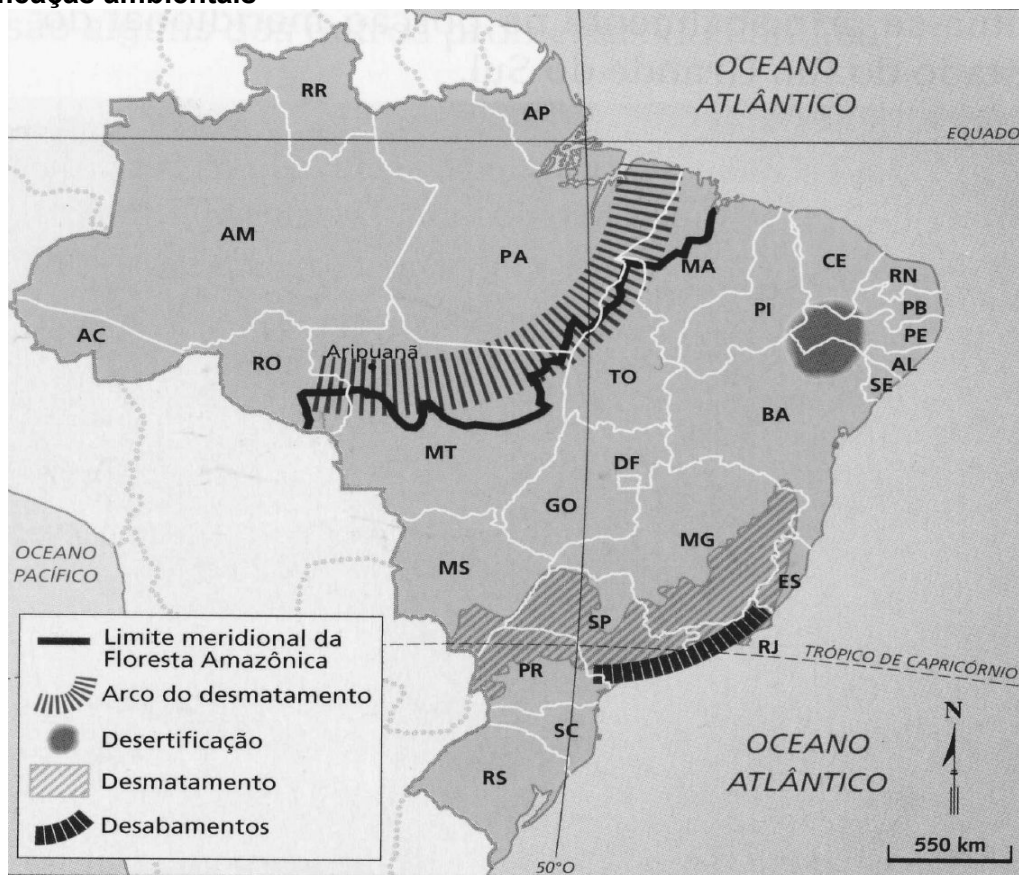 ambientais
OCEANO
ATLÂNTICO
RR
AP
EQUADO
AM
PA
MA
CE
RN
PB
PE
AL
SE
PI
AC
RO
Aripuanã
TO
BA
MT
DF
GO
MG
ES
MS
SP
RJ
PR
SC
RS
OCEANO
PACÍFICO
TRÓPICO DE CAPRICÓRNIO
Limite meridional da
Floresta Amazônica
Arco do desmatamento
Desertificação
Desmatamento
Desabamentos
N
OCEANO
ATLÂNTICO
550 km
50°O